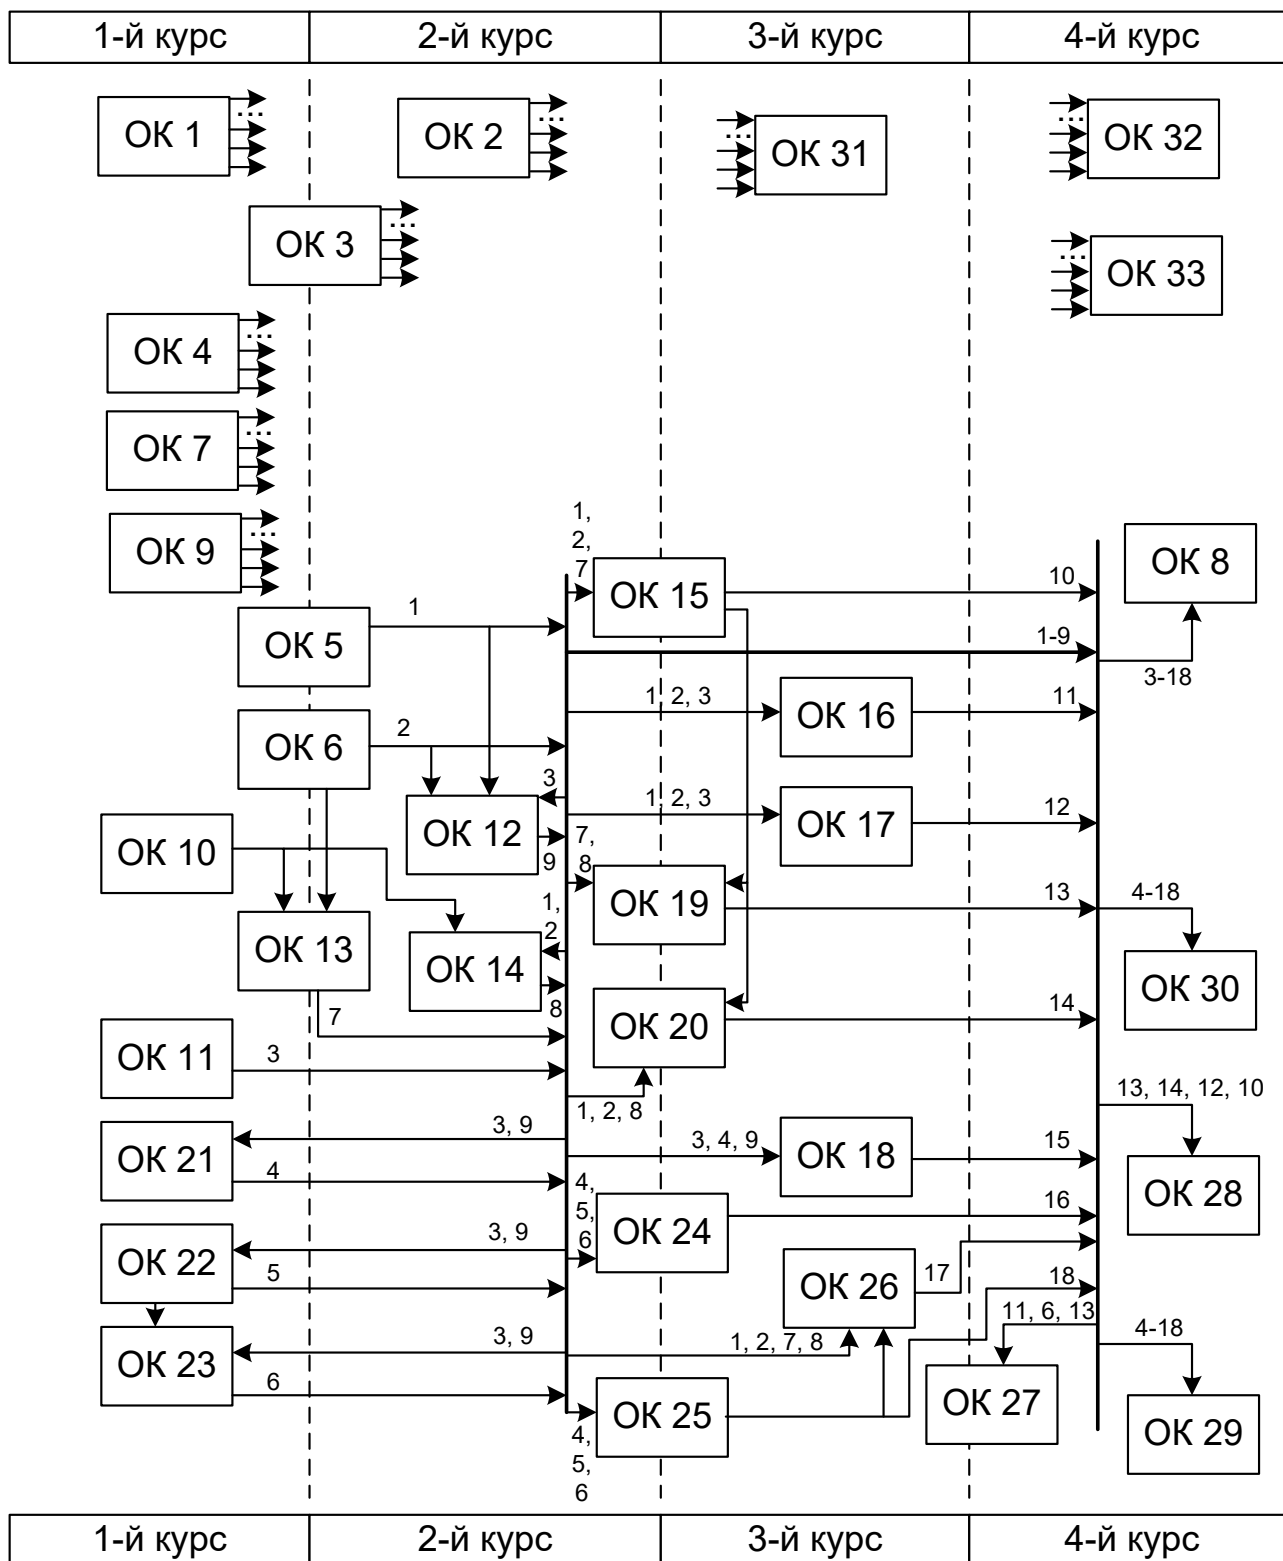 1-й курс 2-й курс 3-й курс 4-й курс
ОК 1 ... ОК 2 ... ... ОК 31 ... ОК 32
ОК 3 ... ... ОК 33
ОК 4 ...
ОК 7 ...
ОК 9 ...
1,
2,
7
ОК 15 10 ОК 8
ОК 5 1 1-9 3-18
1, 2, 3 ОК 16 11
ОК 6 2
3 1, 2, 3 ОК 17 12
ОК 12 9
ОК 10
7,
8
ОК 19 13 4-18
1,
2
ОК 13 ОК 14 8 ОК 30
7 ОК 20 14
ОК 11 3
1, 2, 8 13, 14, 12, 10
3, 9 3, 4, 9 ОК 18 15
ОК 21 4 ОК 28
4,
5,
6
ОК 24 16
3, 9
ОК 22 5 ОК 26 17 18
3, 9 1, 2, 7, 8 11, 6, 13 4-18
ОК 23 6
ОК 25 ОК 27 ОК 29
4,
5,
6
1-й курс 2-й курс 3-й курс 4-й курс